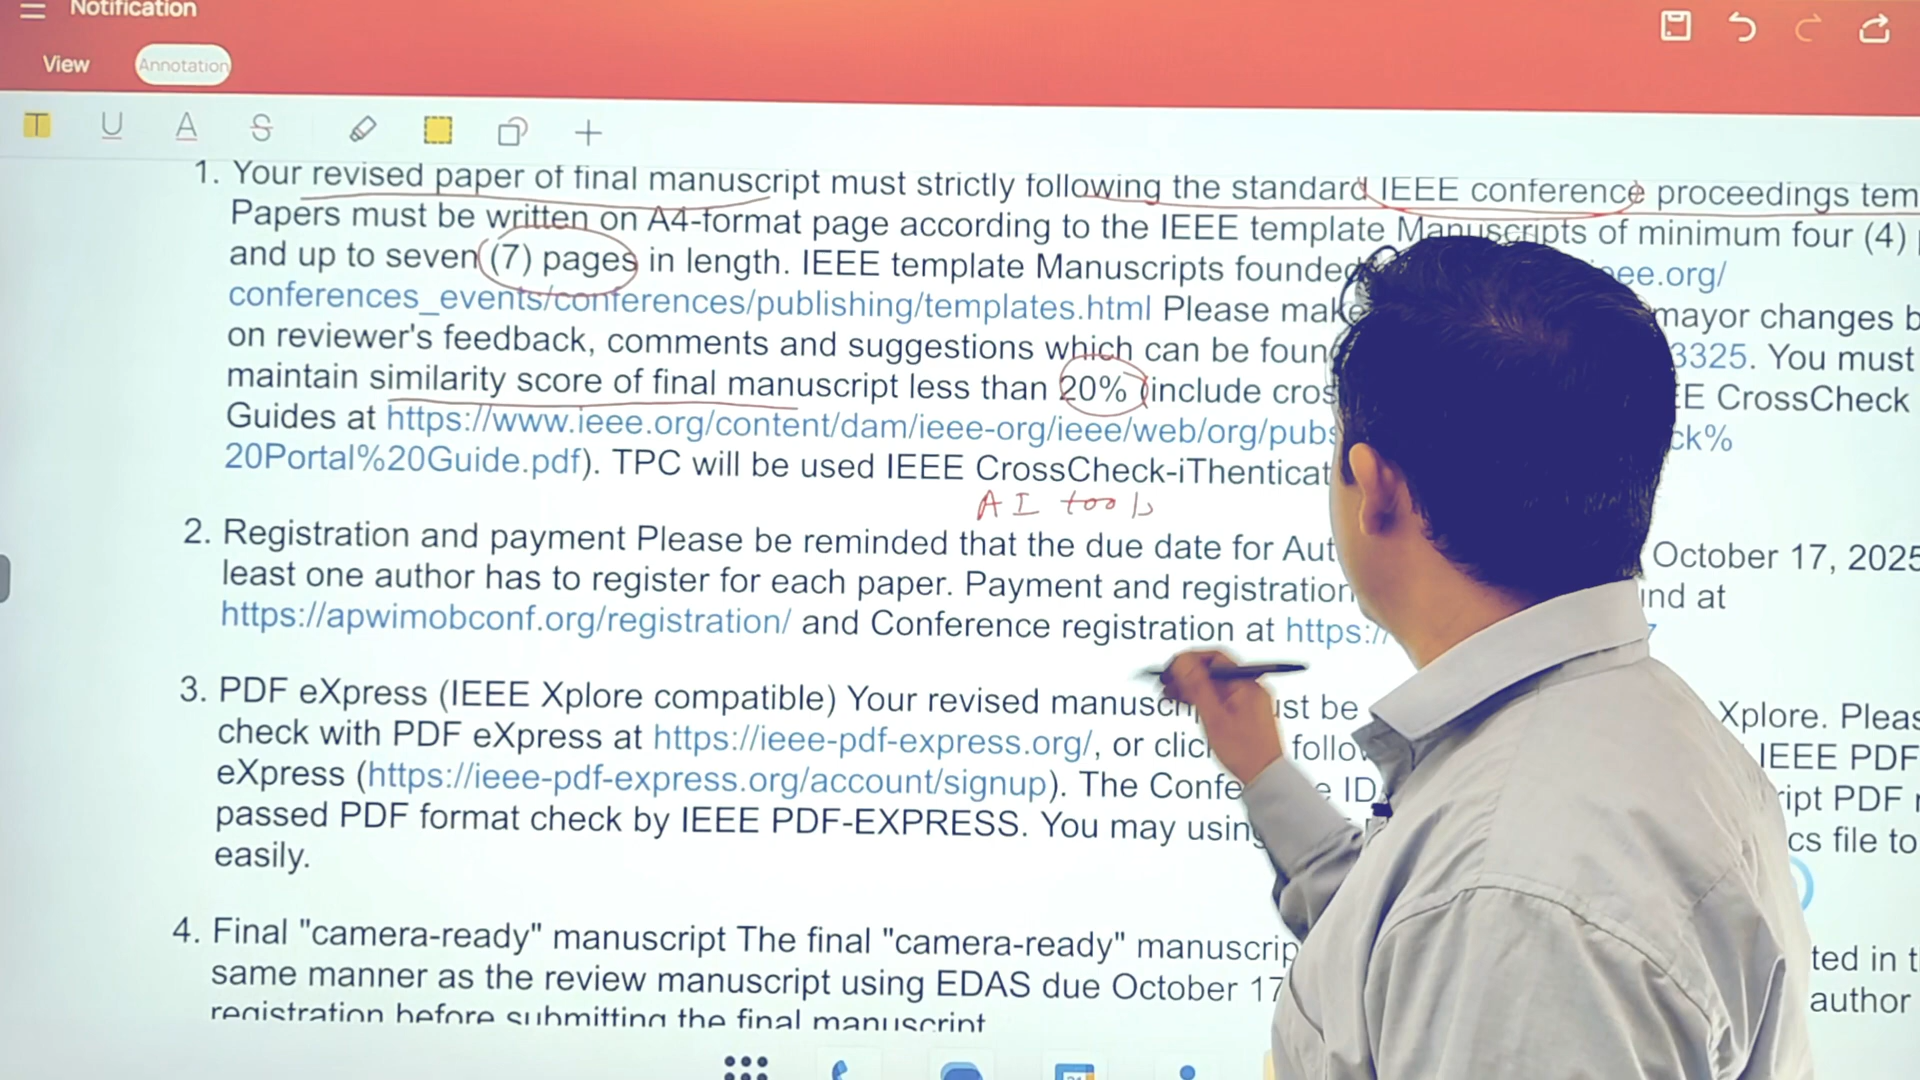 Notification
View
Annotation
1. Your revised paper of final manuscript must strictly following the standard IEEE conference proceedings tem
Papers must be written on A4-format page according to the IEEE template Manuscripts of minimum four (4)
and up to seven (7) pages in length. IEEE template Manuscripts founded ee.org/
conferences_events/conferences/publishing/templates.html Please make mayor changes b
on reviewer's feedback, comments and suggestions which can be found 3325. You must
maintain similarity score of final manuscript less than 20% (include cros E CrossCheck
Guides at https://www.ieee.org/content/dam/ieee-org/ieee/web/org/pubs ck%
20Portal%20Guide.pdf). TPC will be used IEEE CrossCheck-iThenticat
AI tools
2. Registration and payment Please be reminded that the due date for Aut October 17, 2025
least one author has to register for each paper. Payment and registration nd at
https://apwimobconf.org/registration/ and Conference registration at https:// 7
3. PDF eXpress (IEEE Xplore compatible) Your revised manusc ust be Xplore. Pleas
check with PDF eXpress at https://ieee-pdf-express.org/, or clic follo IEEE PDF
eXpress (https://ieee-pdf-express.org/account/signup). The Confe e ID ript PDF
passed PDF format check by IEEE PDF-EXPRESS. You may using cs file to
easily.
4. Final "camera-ready" manuscript The final "camera-ready" manuscrip ted in t
same manner as the review manuscript using EDAS due October 17 author
registration before submitting the final manuscript